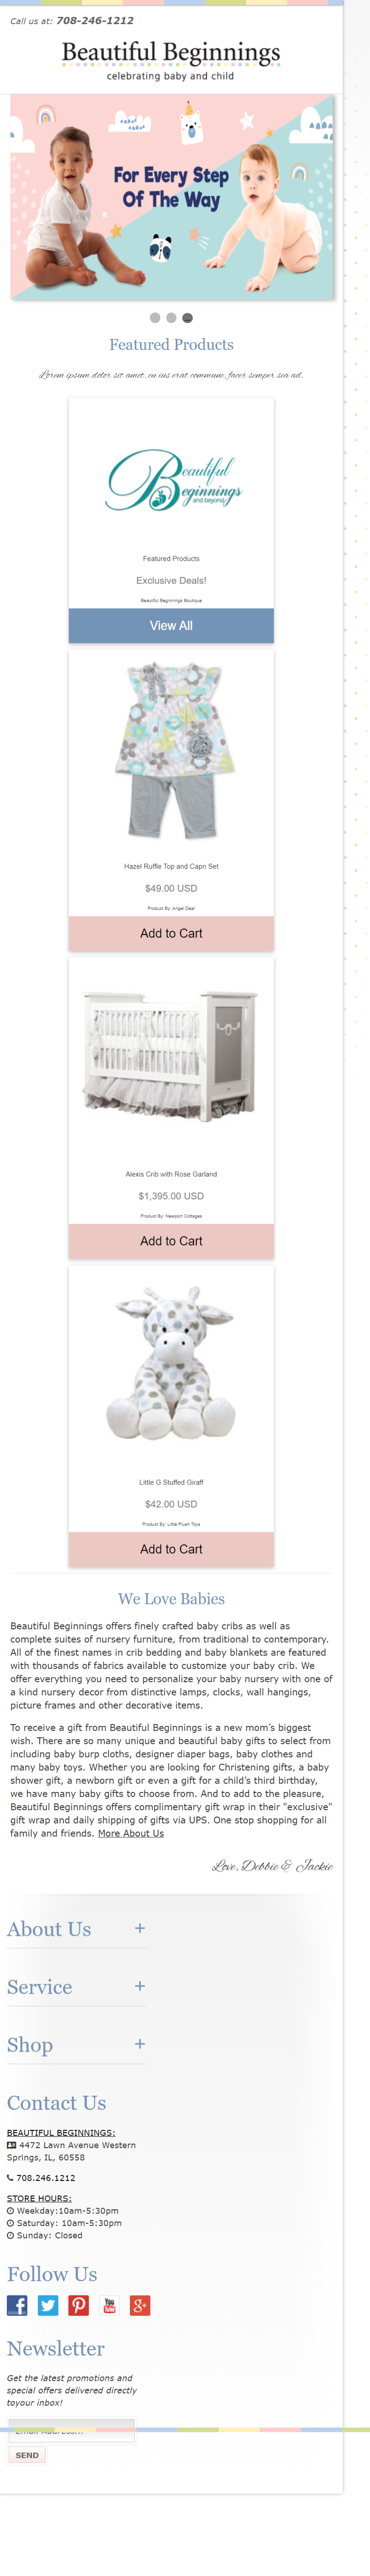 Call us at: 708-246-1212
Beautiful Beginnings
celebrating baby and child
For Every Step
Of The Way
Featured Products
Lorem ipsum dolor sit amet, eu ius erat commune, facer semper sea ad.
Beautiful
Beginnings
and beyond
Featured Products
Exclusive Deals!
Beautiful Beginnings Boutique
View All
Hazel Ruffle Top and Capri Set
$49.00 USD
Product By: Angel Dear
Add to Cart
Alexis Crib with Rose Garland
$1,395.00 USD
Product By: Newport Cottages
Add to Cart
Little G Stuffed Giraff
$42.00 USD
Product By: Little Plush Toys
Add to Cart
We Love Babies
Beautiful Beginnings offers finely crafted baby cribs as well as
complete suites of nursery furniture, from traditional to contemporary.
All of the finest names in crib bedding and baby blankets are featured
with thousands of fabrics available to customize your baby crib. We
offer everything you need to personalize your baby nursery with one of
a kind nursery decor from distinctive lamps, clocks, wall hangings,
picture frames and other decorative items.
To receive a gift from Beautiful Beginnings is a new mom's biggest
wish. There are so many unique and beautiful baby gifts to select from
including baby burp cloths, designer diaper bags, baby clothes and
many baby toys. Whether you are looking for Christening gifts, a baby
shower gift, a newborn gift or even a gift for a child's third birthday,
we have many baby gifts to choose from. And to add to the pleasure,
Beautiful Beginnings offers complimentary gift wrap in their "exclusive"
gift wrap and daily shipping of gifts via UPS. One stop shopping for all
family and friends. More About Us
Love, Debbie & Jackie
About Us +
Service +
Shop +
Contact Us
BEAUTIFUL BEGINNINGS:
4472 Lawn Avenue Western
Springs, IL, 60558
708.246.1212
STORE HOURS:
Weekday:10am-5:30pm
Saturday: 10am-5:30pm
Sunday: Closed
Follow Us
You
Tube
Newsletter
Get the latest promotions and
special offers delivered directly
toyour inbox!
SEND